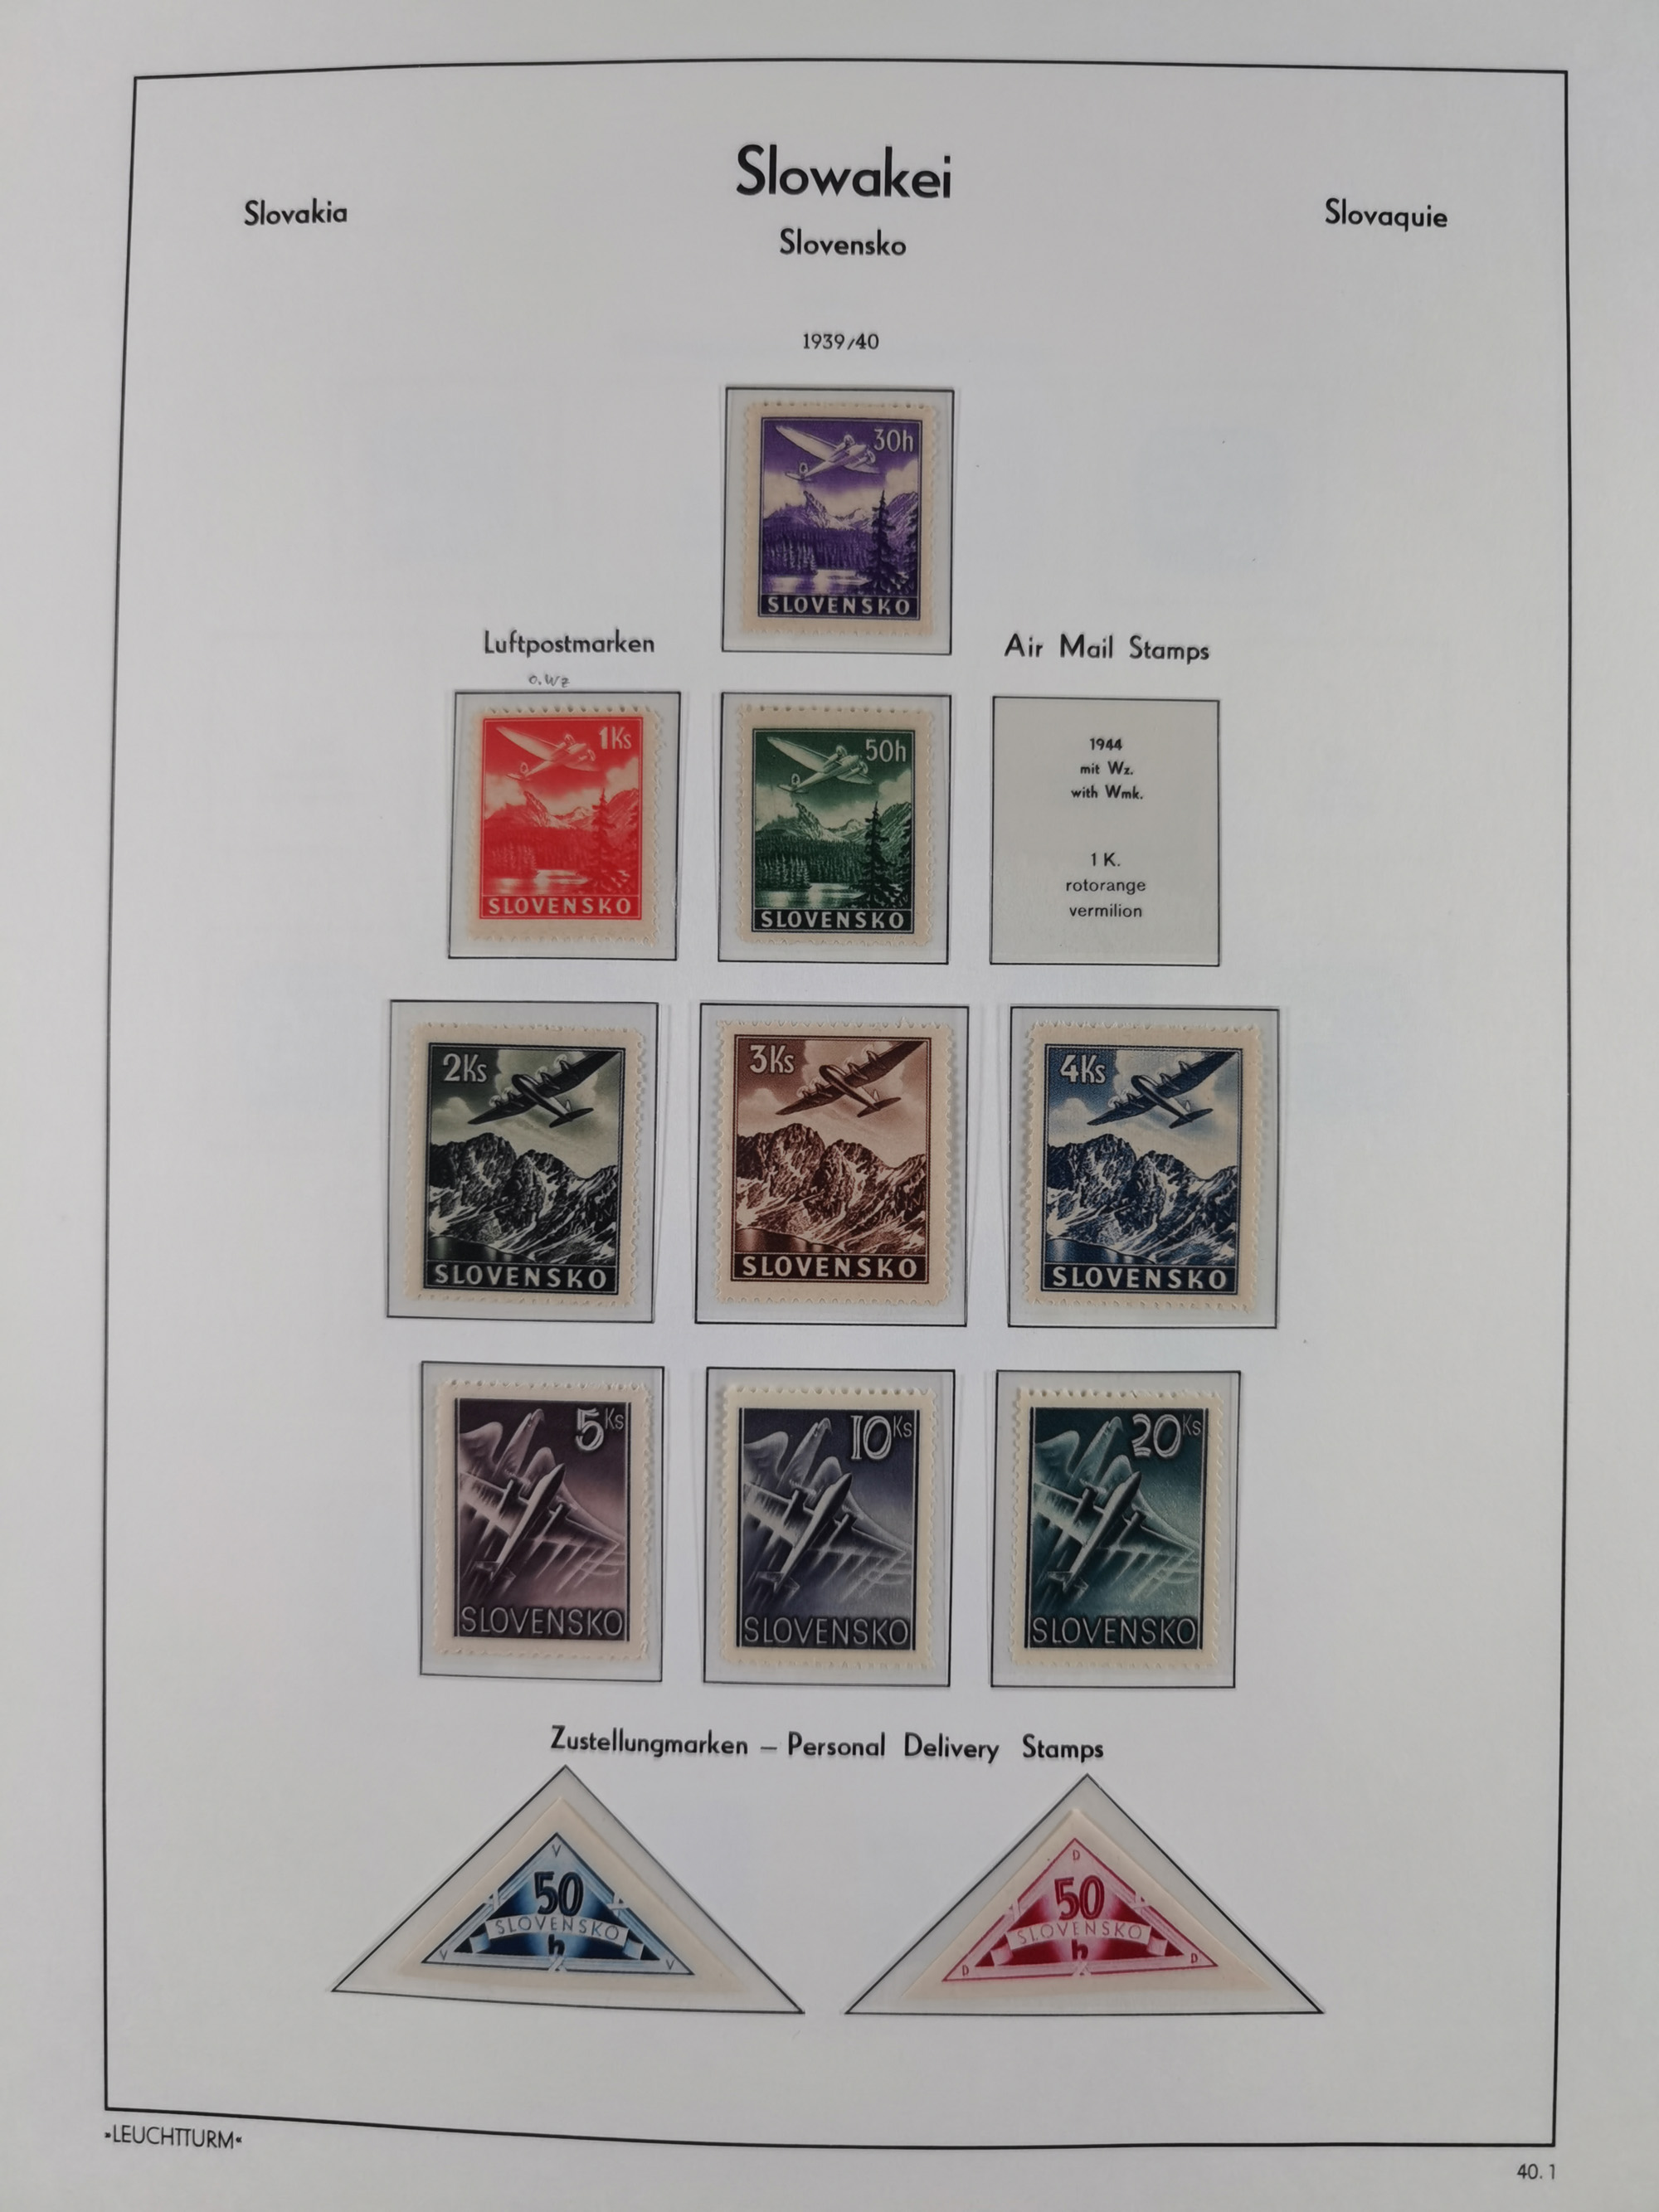 Slowakei
Slovakia
Slovaquie
Slovensko
1939/40
30h
SLOVENSKO
Luftpostmarken
Air Mail Stamps
o. Wz
1Ks
SLOVENSKO
50h
SLOVENSKO
1944
mit Wz.
with Wmk.
1 K.
rotorange
vermilion
2Ks
SLOVENSKO
3Ks
SLOVENSKO
4Ks
SLOVENSKO
5Ks
SLOVENSKO
10Ks
SLOVENSKO
20Ks
SLOVENSKO
Zustellungmarken — Personal Delivery Stamps
V
50
SLOVENSKO
h
V V
D
50
SLOVENSKO
h
D D
»LEUCHTTURM«
40. 1